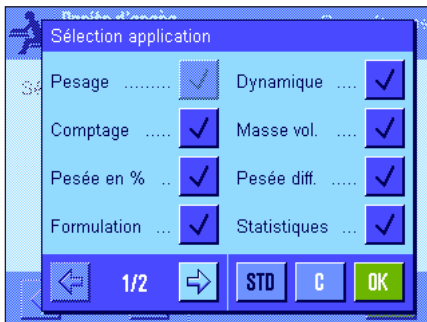 Sélection application
Pesage ......... Dynamique ....
Comptage ..... Masse vol. ....
Pesée en % .. Pesée diff. .....
Formulation ... Statistiques ...
1/2 STD C OK